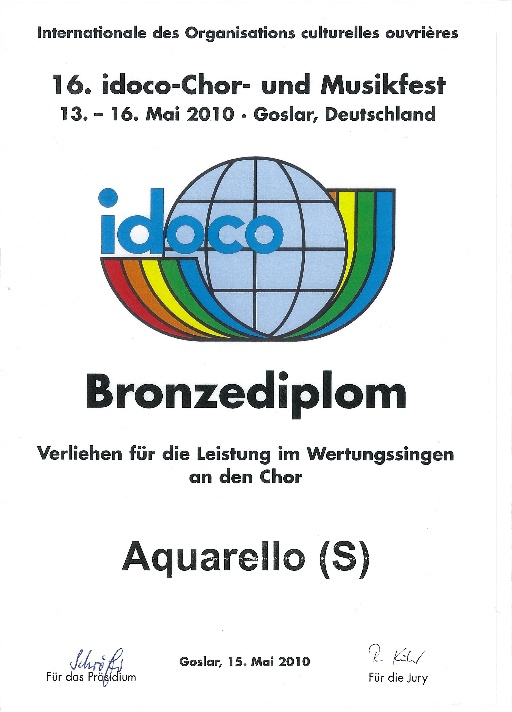 Internationale des Organisations culturelles ouvrières
16. idoco-Chor- und Musikfest
13. – 16. Mai 2010 · Goslar, Deutschland
idoco
Bronzediplom
Verliehen für die Leistung im Wertungssingen
an den Chor
Aquarello (S)
Goslar, 15. Mai 2010
Für das Präsidium
Für die Jury